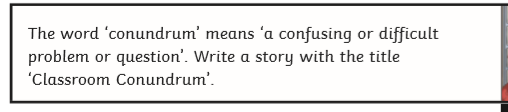 The word ‘conundrum’ means ‘a confusing or difficult
problem or question’. Write a story with the title
‘Classroom Conundrum’.